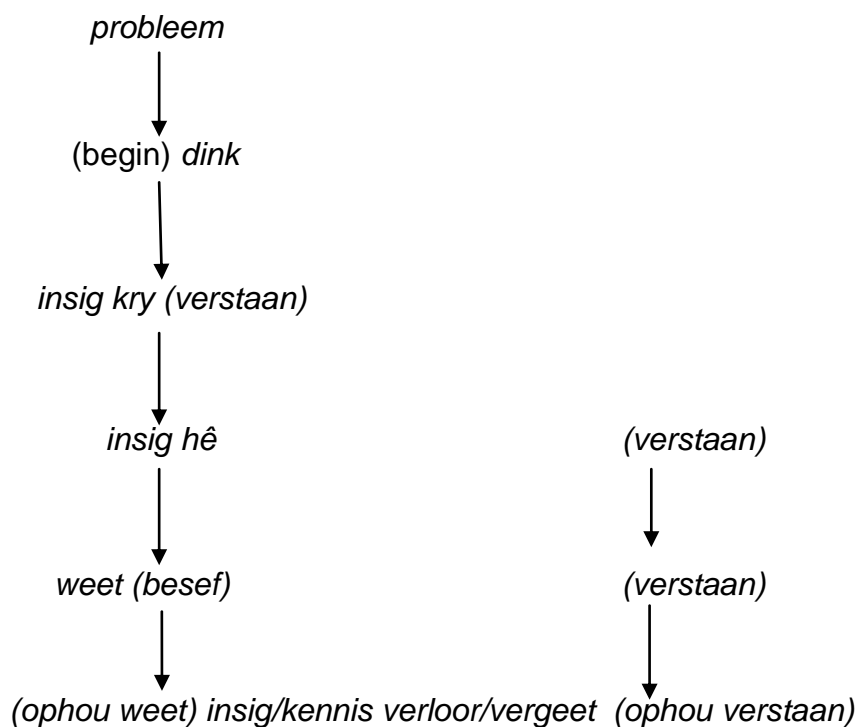 probleem
(begin) dink
insig kry (verstaan)
insig hê (verstaan)
weet (besef) (verstaan)
(ophou weet) insig/kennis verloor/vergeet (ophou verstaan)